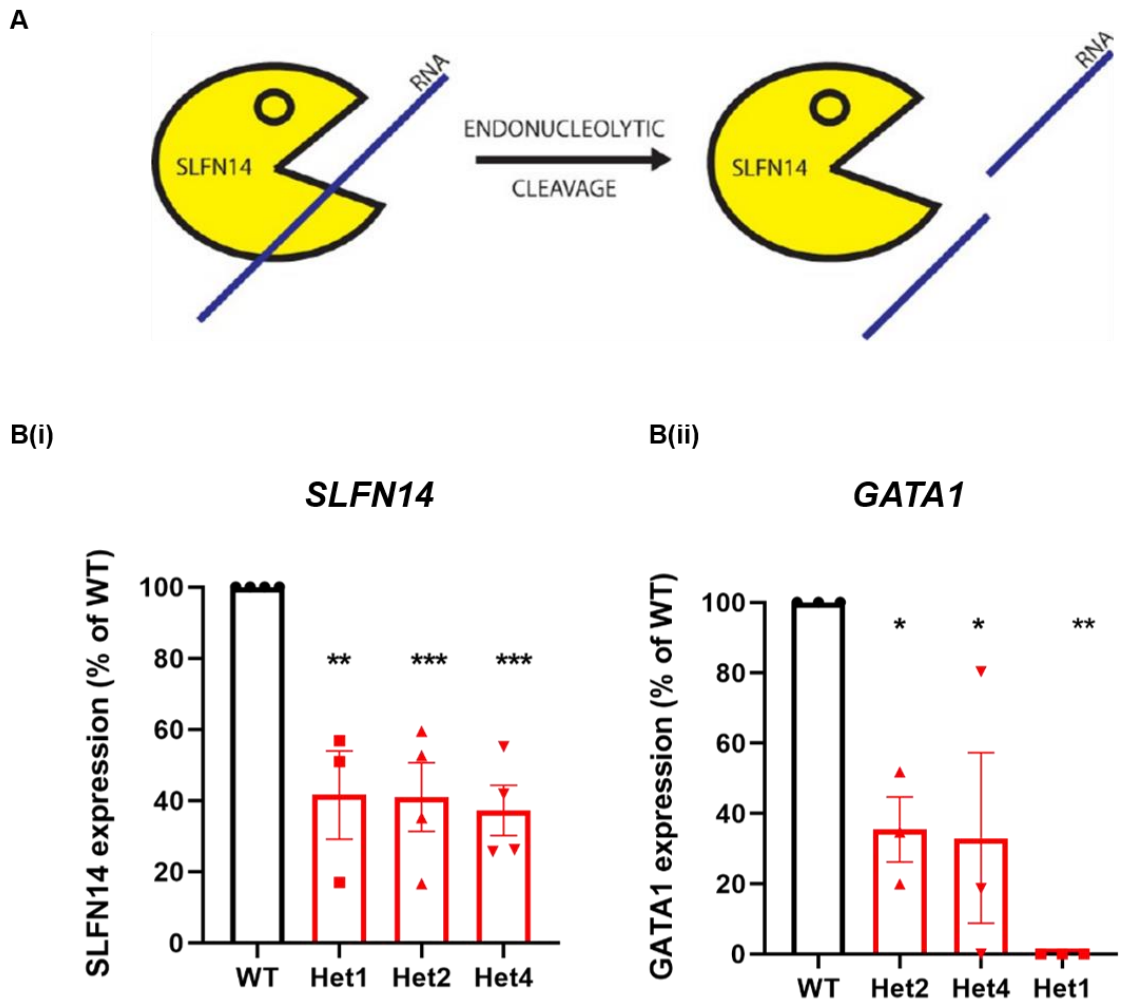 A
RNA
SLFN14
ENDONUCLEOLYTIC
CLEAVAGE
RNA
SLFN14
B(i)
SLFN14
SLFN14 expression (% of WT)
100
80
60
40
20
0
** *** ***
WT Het1 Het2 Het4
B(ii)
GATA1
GATA1 expression (% of WT)
100
80
60
40
20
0
* * **
WT Het2 Het4 Het1